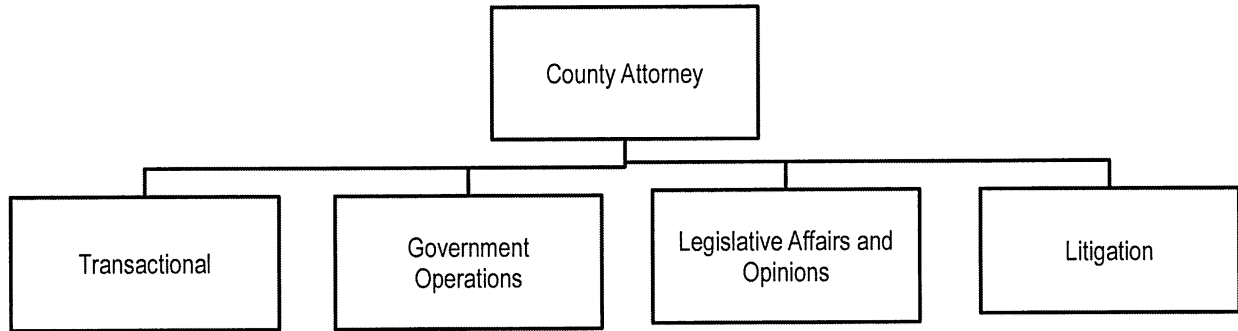 County Attorney
Transactional
Government
Operations
Legislative Affairs and
Opinions
Litigation